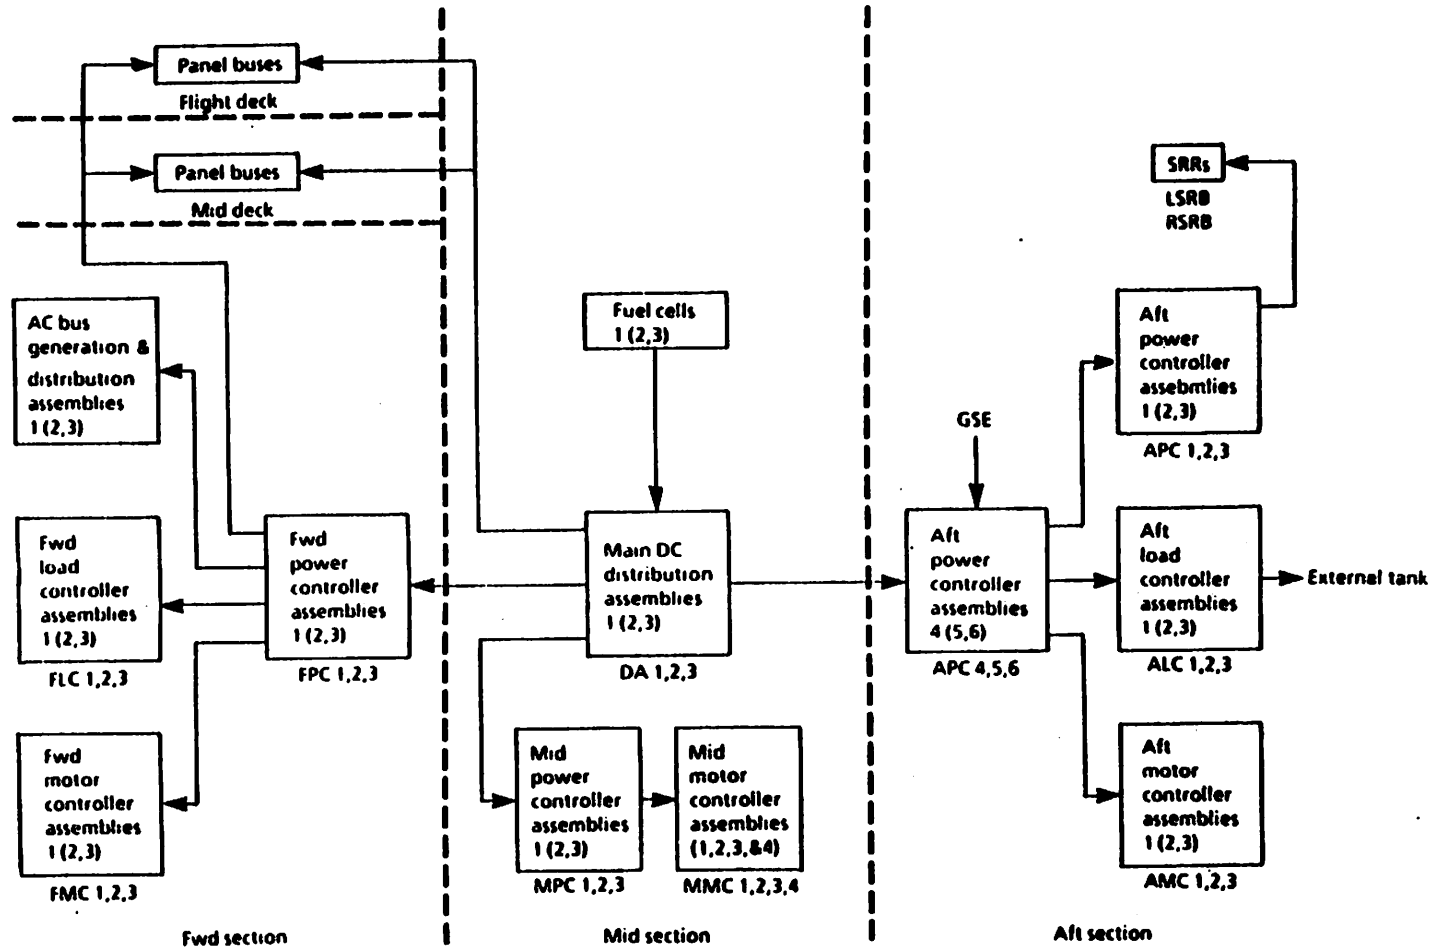 Panel buses
Flight deck
Panel buses
Mid deck
AC bus
generation &
distribution
assemblies
1 (2,3)
Fwd
load
controller
assemblies
1 (2,3)
FLC 1,2,3
Fwd
power
controller
assemblies
1 (2,3)
FPC 1,2,3
Fwd
motor
controller
assemblies
1 (2,3)
FMC 1,2,3
Fwd section
Fuel cells
1 (2,3)
Main DC
distribution
assemblies
1 (2,3)
DA 1,2,3
Mid
power
controller
assemblies
1 (2,3)
MPC 1,2,3
Mid
motor
controller
assemblies
(1,2,3,&4)
MMC 1,2,3,4
Mid section
SRRs
LSRB
RSRB
Aft
power
controller
assebmlies
1 (2,3)
APC 1,2,3
GSE
Aft
power
controller
assemblies
4 (5,6)
APC 4,5,6
Aft
load
controller
assemblies
1 (2,3)
ALC 1,2,3
External tank
Aft
motor
controller
assemblies
1 (2,3)
AMC 1,2,3
Aft section